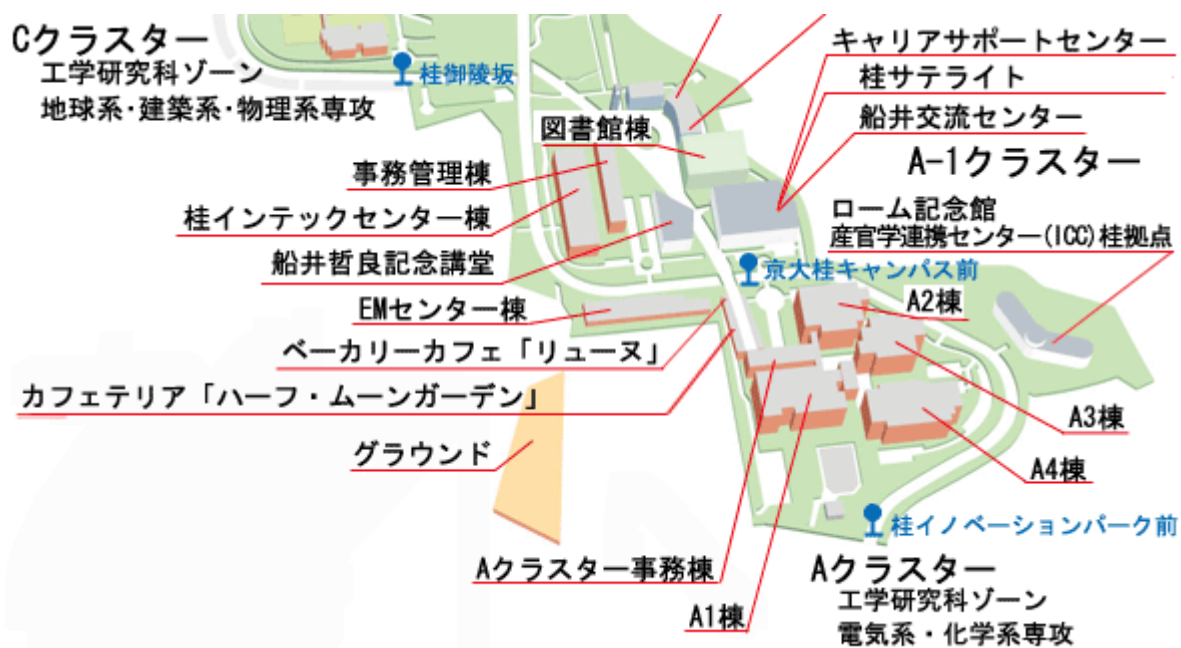 Cクラスター
工学研究科ゾーン
地球系・建築系・物理系専攻
桂御陵坂
キャリアサポートセンター
桂サテライト
船井交流センター
A-1クラスター
図書館棟
事務管理棟
桂インテックセンター棟
船井哲良記念講堂
ローム記念館
産官学連携センター(ICC)桂拠点
京大桂キャンパス前
EMセンター棟
A2棟
ベーカリーカフェ「リューヌ」
カフェテリア「ハーフ・ムーンガーデン」
A3棟
グラウンド
A4棟
桂イノベーションパーク前
Aクラスター事務棟
A1棟
Aクラスター
工学研究科ゾーン
電気系・化学系専攻